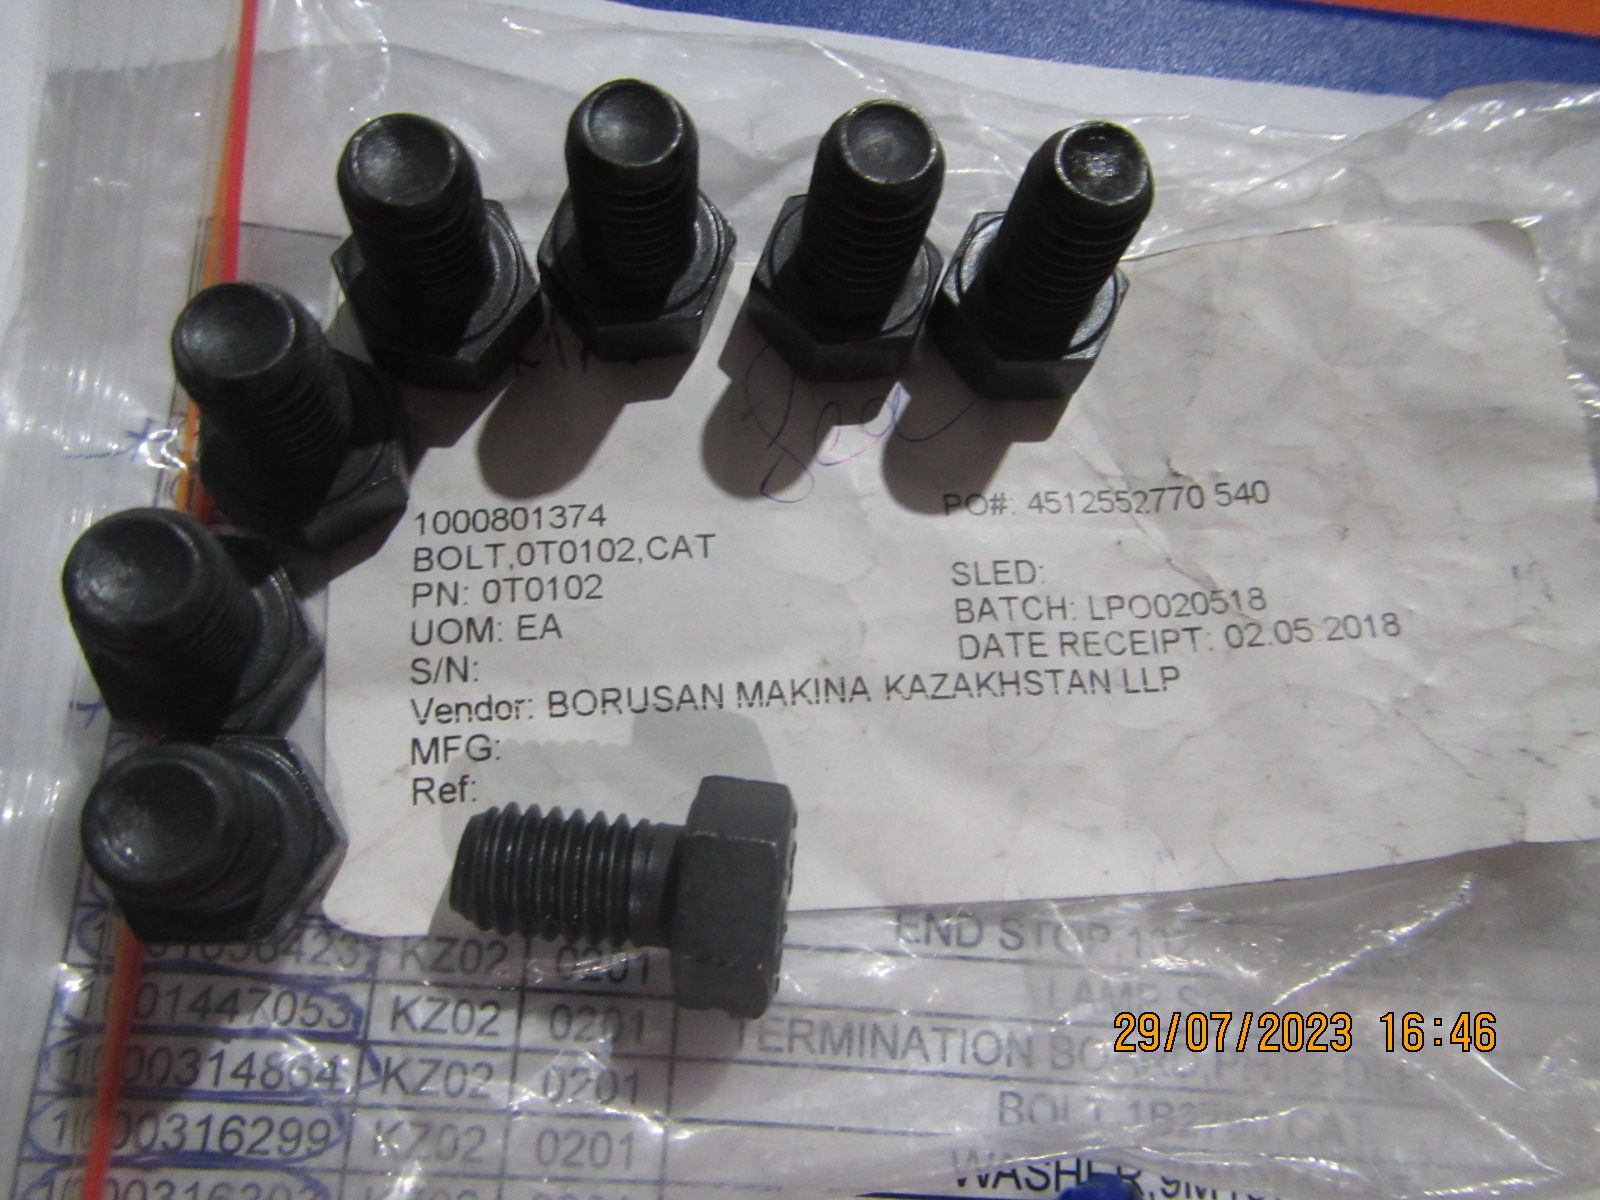 1000801374
BOLT,0T0102,CAT
PN: 0T0102
UOM: EA
S/N:
Vendor: BORUSAN MAKINA KAZAKHSTAN LLP
MFG:
Ref:
PO#: 4512552770 540
SLED:
BATCH: LPO020518
DATE RECEIPT: 02.05.2018
KZ02 0201 END STOP
1001447053 KZ02 0201 TERMINATION
1000314864 KZ02 0201
1000316299 KZ02 0201 BOLT
WASHER
29/07/2023 16:46